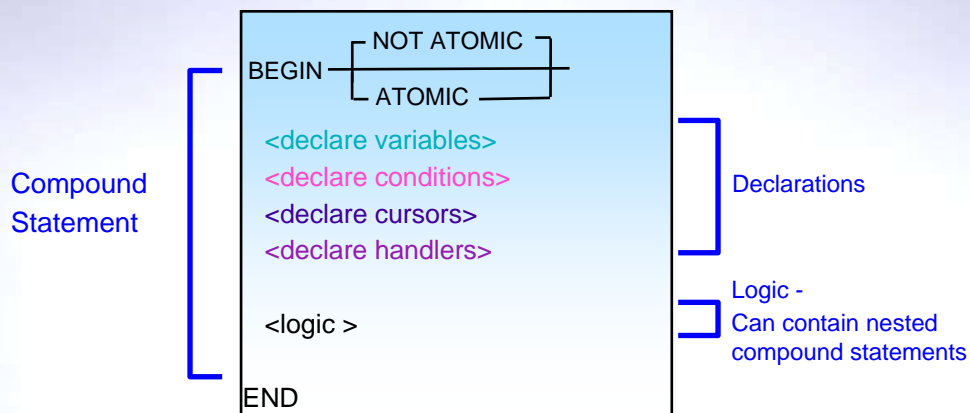 NOT ATOMIC
BEGIN
ATOMIC
<declare variables>
<declare conditions>
<declare cursors>
<declare handlers>
<logic >
END
Compound
Statement
Declarations
Logic -
Can contain nested
compound statements